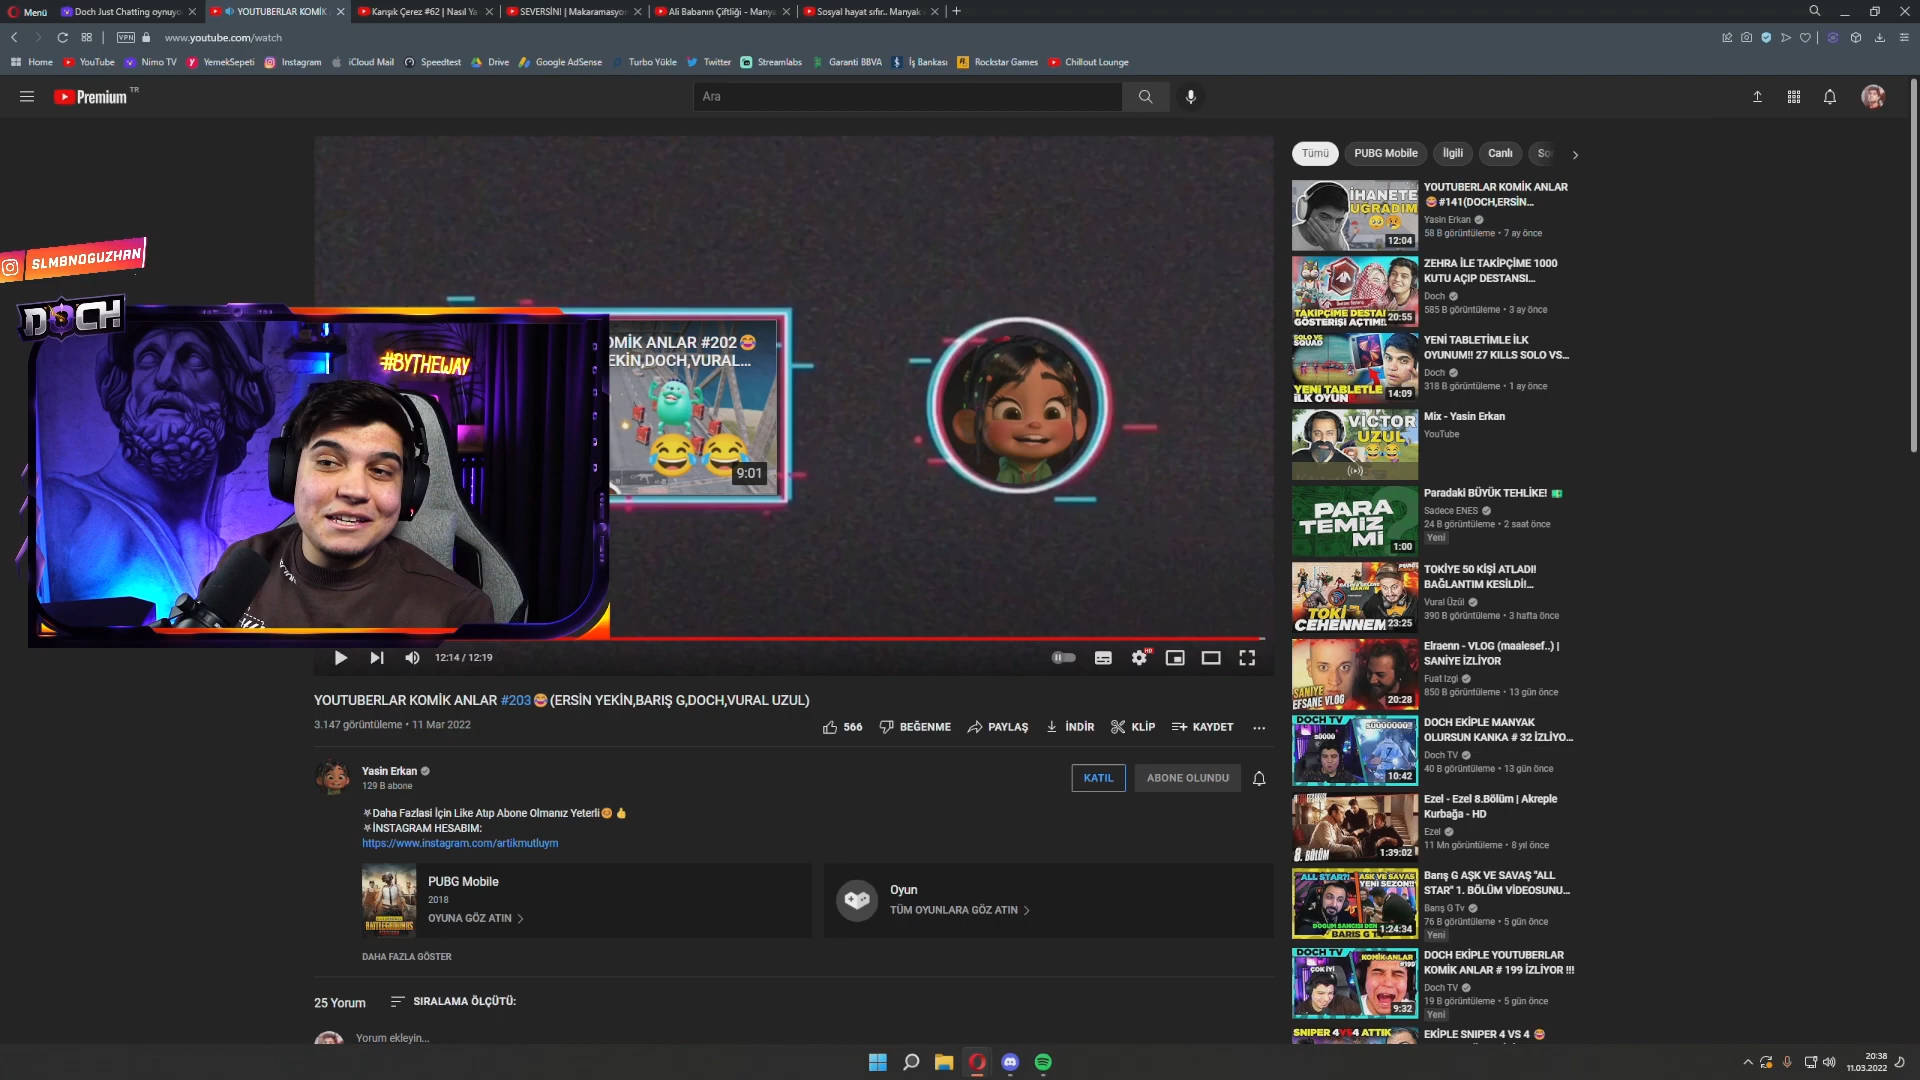 Menü
Doch Just Chatting oynuyor
YOUTUBERLAR KOMİK
Karışık Çerez #62 | Nasıl Ya
SEVERSİN! | Makaramasyon
Ali Babanın Çiftliği - Many
Sosyal hayat sıfır.. Manyak
VPN
www.youtube.com/watch
Home
YouTube
Nimo TV
YemekSepeti
Instagram
iCloud Mail
Speedtest
Drive
Google AdSense
Turbo Yükle
Twitter
Streamlabs
Garanti BBVA
İş Bankası
Rockstar Games
Chillout Lounge
Premium TR
Ara
SLMBNOGUZHAN
DOCH
#BYTHEWAY
OMİK ANLAR #202 😂
EKİN,DOCH,VURAL...
9:01
12:14 / 12:19
HD
YOUTUBERLAR KOMİK ANLAR #203😂(ERSİN YEKİN,BARIŞ G,DOCH,VURAL UZUL)
3.147 görüntüleme • 11 Mar 2022
566
BEĞENME
PAYLAŞ
İNDİR
KLİP
KAYDET
Yasin Erkan
129 B abone
KATIL
ABONE OLUNDU
Daha Fazlasi İçin Like Atıp Abone Olmanız Yeterli
İNSTAGRAM HESABIM:
https://www.instagram.com/artikmutluym
PUBG Mobile
2018
OYUNA GÖZ ATIN
Oyun
TÜM OYUNLARA GÖZ ATIN
DAHA FAZLA GÖSTER
25 Yorum
SIRALAMA ÖLÇÜTÜ:
Yorum ekleyin...
Tümü
PUBG Mobile
İlgili
Canlı
İHANETE
UĞRADIM
12:04
YOUTUBERLAR KOMİK ANLAR
😂#141(DOCH,ERSİN...
Yasin Erkan
58 B görüntüleme • 7 ay önce
TAKİPÇİME DESTAN
GÖSTERİŞİ AÇTIM!!
20:55
ZEHRA İLE TAKİPÇİME 1000
KUTU AÇIP DESTANSI...
Doch
585 B görüntüleme • 3 ay önce
SOLO VS
SQUAD
YENİ TABLETLE
İLK OYUN
14:09
YENİ TABLETİMLE İLK
OYUNUM!! 27 KILLS SOLO VS...
Doch
318 B görüntüleme • 1 ay önce
VİCTOR
UZUL
Mix - Yasin Erkan
YouTube
PARA
TEMİZ
Mİ
?
1:00
Paradaki BÜYÜK TEHLİKE!
Sadece ENES
24 B görüntüleme • 2 saat önce
Yeni
TOKİ
CEHENNEM
23:25
TOKİYE 50 KİŞİ ATLADI!
BAĞLANTIM KESİLDİ!...
Vural Üzül
390 B görüntüleme • 3 hafta önce
SANİYE
EFSANE VLOG
20:28
Elraenn - VLOG (maalesef..) |
SANİYE İZLİYOR
Fuat Izgi
850 B görüntüleme • 13 gün önce
DOCH TV
10:42
DOCH EKİPLE MANYAK
OLURSUN KANKA # 32 İZLİYO...
Doch TV
40 B görüntüleme • 13 gün önce
8. BÖLÜM
1:39:02
Ezel - Ezel 8.Bölüm | Akreple
Kurbağa - HD
Ezel
11 Mn görüntüleme • 8 yıl önce
ALL STAR?!
AŞK VE SAVAŞ
YENİ SEZON!!
BARIS G T
1:24:34
Barış G AŞK VE SAVAŞ "ALL
STAR" 1. BÖLÜM VİDEOSUNU...
Barış G Tv
76 B görüntüleme • 5 gün önce
Yeni
DOCH TV
KOMİK ANLAR
#199
ÇOK İYİ
9:32
DOCH EKİPLE YOUTUBERLAR
KOMİK ANLAR # 199 İZLİYOR !!!
Doch TV
19 B görüntüleme • 5 gün önce
Yeni
SNIPER 4VS4 ATTIK
EKİPLE SNIPER 4 VS 4 😂
20:38
11.03.2022